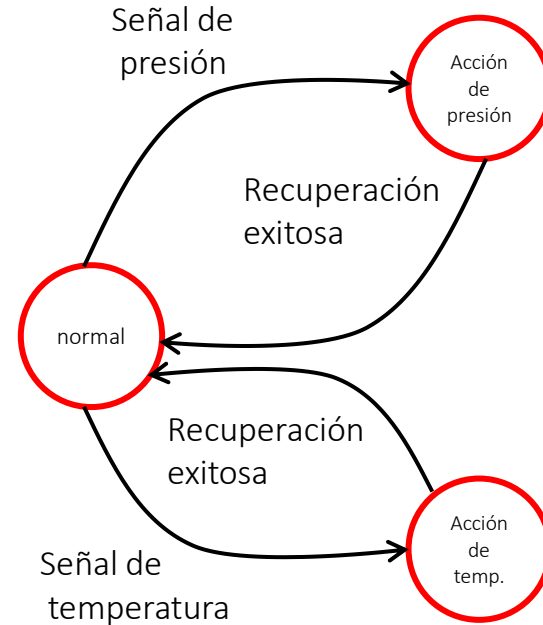 Señal de
presión
Acción
de
presión
Recuperación
exitosa
normal
Recuperación
exitosa
Acción
de
temp.
Señal de
temperatura